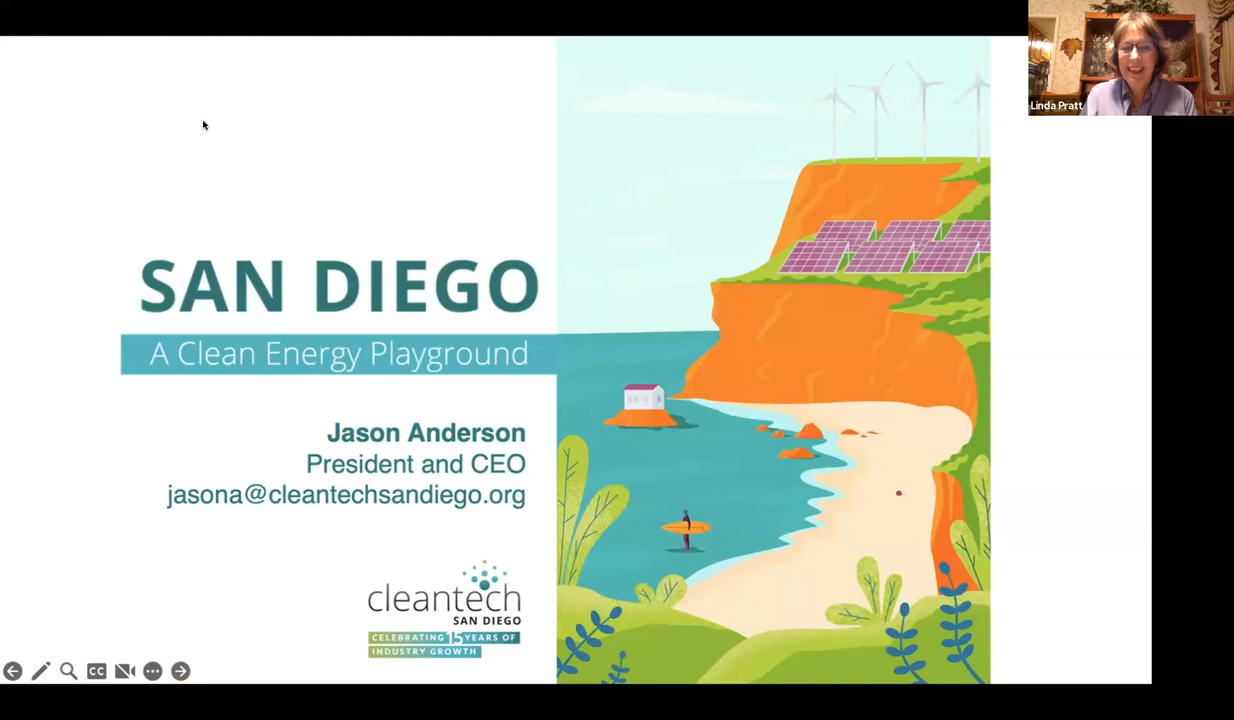 Linda Pratt
SAN DIEGO
A Clean Energy Playground
Jason Anderson
President and CEO
jasona@cleantechsandiego.org
cleantech
SAN DIEGO
CELEBRATING 15 YEARS OF
INDUSTRY GROWTH
CC